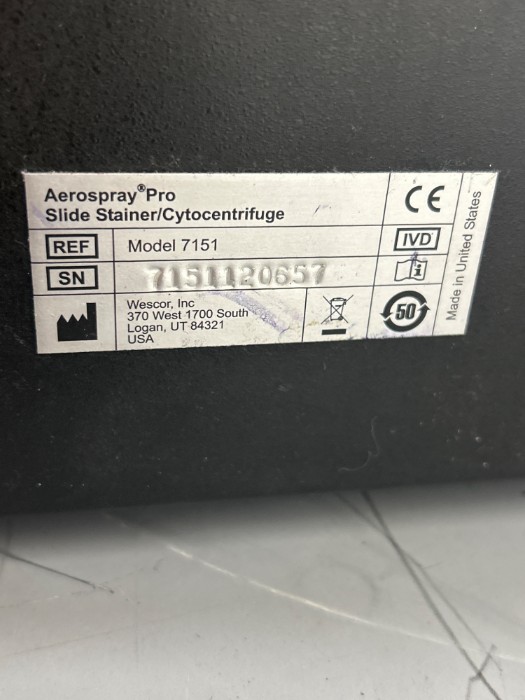 Aerospray®Pro
Slide Stainer/Cytocentrifuge
CE
REF Model 7151
IVD
SN 7151120657
Wescor, Inc
370 West 1700 South
Logan, UT 84321
USA
50
Made in United States